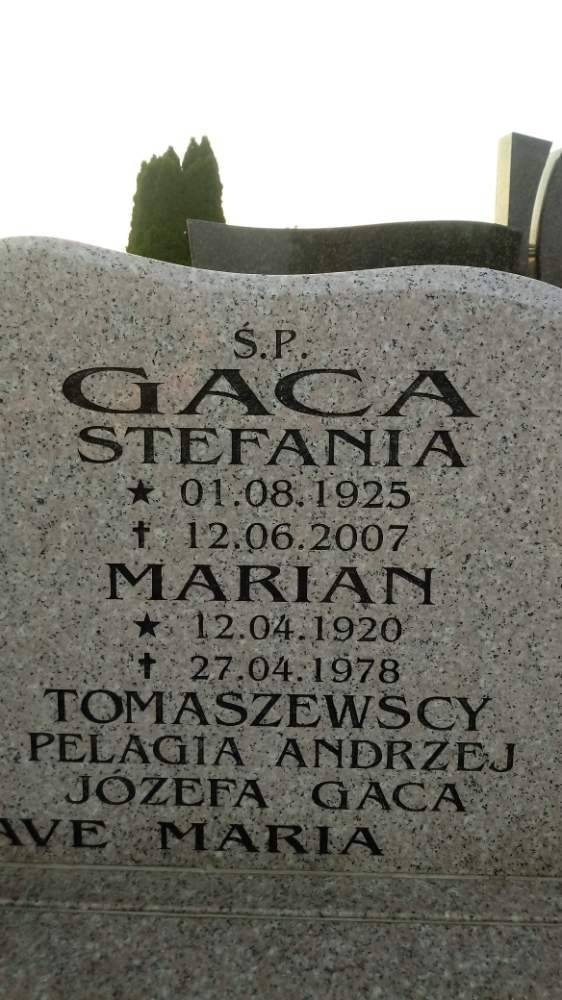 Ś.P.
GACA
STEFANIA
★ 01.08.1925
✝ 12.06.2007
MARIAN
★ 12.04.1920
✝ 27.04.1978
TOMASZEWSCY
PELAGIA ANDRZEJ
JÓZEFA GACA
AVE MARIA